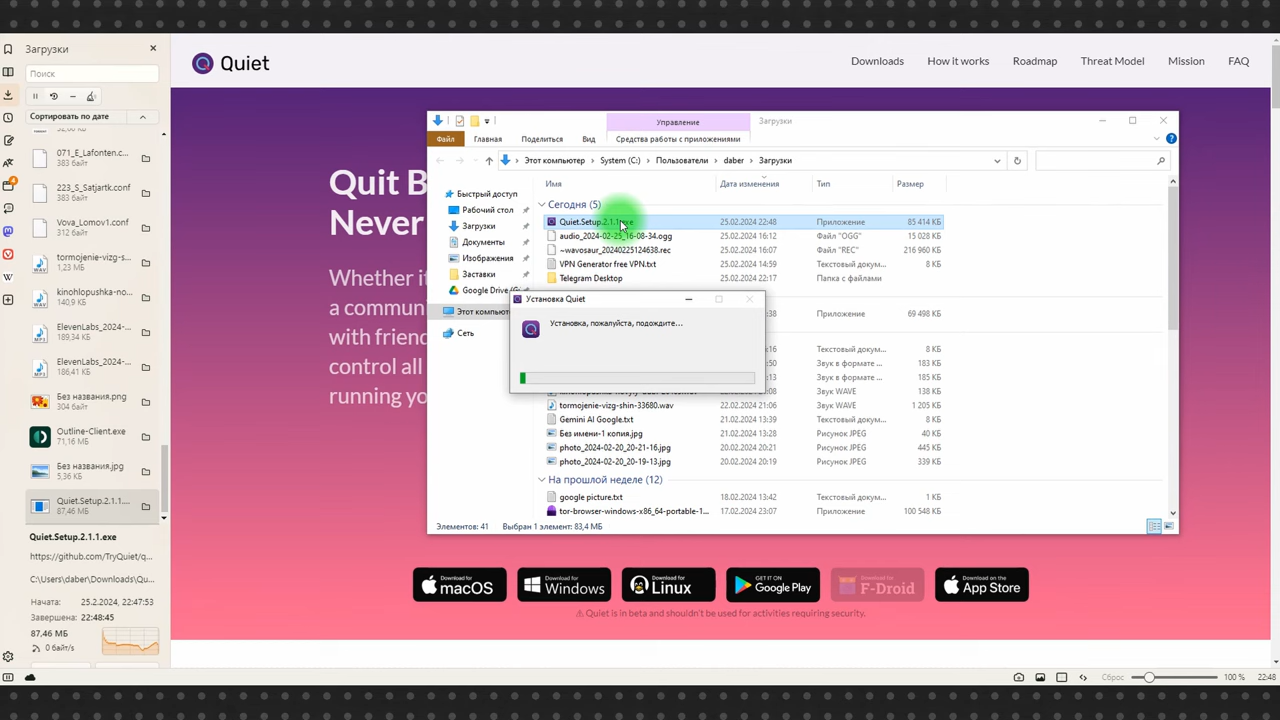 Загрузки
Поиск
Сортировать по дате
071_E_Lafonten.c...
383 байт
223_S_Satjartk.conf
383 байт
Vova_Lomov1.conf
tormojenie-vizg-s...
kinohlopushka-no...
140,9 КБ
ElevenLabs_2024-...
189,34 КБ
ElevenLabs_2024-...
186,41 КБ
Без названия.png
304 байт
Outline-Client.exe
71,16 МБ
Без названия.jpg
5,36 КБ
Quiet.Setup.2.1.1....
87,46 МБ
Quiet.Setup.2.1.1.exe
https://github.com/TryQuiet/q...
C:\Users\daber\Downloads\Qu...
Начата: 25.2.2024, 22:47:53
Завершена: 22:48:45
87,46 МБ
0 байт/s
Quiet
Downloads
How it works
Roadmap
Threat Model
Mission
FAQ
Quit B
Never
Whether it
a commun
with friend
control all
running yo
Управление
Загрузки
Файл
Главная
Поделиться
Вид
Средства работы с приложениями
Этот компьютер
System (C:)
Пользователи
daber
Загрузки
Быстрый доступ
Рабочий стол
Загрузки
Документы
Изображения
Заставки
Google Drive (G:
Этот компьюте
Сеть
Имя Дата изменения Тип Размер
Сегодня (5)
Quiet.Setup.2.1.1.exe 25.02.2024 22:48 Приложение 85 414 КБ
audio_2024-02-25_16-08-34.ogg 25.02.2024 16:12 Файл "OGG" 15 028 КБ
~wavosaur_20240225124638.rec 25.02.2024 16:07 Файл "REC" 216 960 КБ
VPN Generator free VPN.txt 25.02.2024 14:59 Текстовый докум... 8 КБ
Telegram Desktop 25.02.2024 22:17 Папка с файлами
:38 Приложение 69 498 КБ
Установка Quiet
Установка, пожалуйста, подождите...
:16 Текстовый докум... 8 КБ
:50 Звук в формате ... 183 КБ
:35 Звук в формате ... 185 КБ
:08 Звук WAVE 138 КБ
tormojenie-vizg-shin-33680.wav 22.02.2024 21:06 Звук WAVE 1 205 КБ
Gemini AI Google.txt 21.02.2024 13:28 Текстовый докум... 8 КБ
Без имени-1 копия.jpg 21.02.2024 13:28 Рисунок JPEG 40 КБ
photo_2024-02-20_20-21-16.jpg 20.02.2024 20:21 Рисунок JPEG 445 КБ
photo_2024-02-20_20-19-13.jpg 20.02.2024 20:19 Рисунок JPEG 339 КБ
На прошлой неделе (12)
google picture.txt 18.02.2024 13:42 Текстовый докум... 1 КБ
tor-browser-windows-x86_64-portable-1... 17.02.2024 23:07 Приложение 100 548 КБ
Элементов: 41 Выбран 1 элемент: 83,4 МБ
Download for macOS
Download for Windows
Download for Linux
GET IT ON Google Play
Download for F-Droid
Download on the App Store
⚠ Quiet is in beta and shouldn't be used for activities requiring security.
Сброс
100 %
22:48